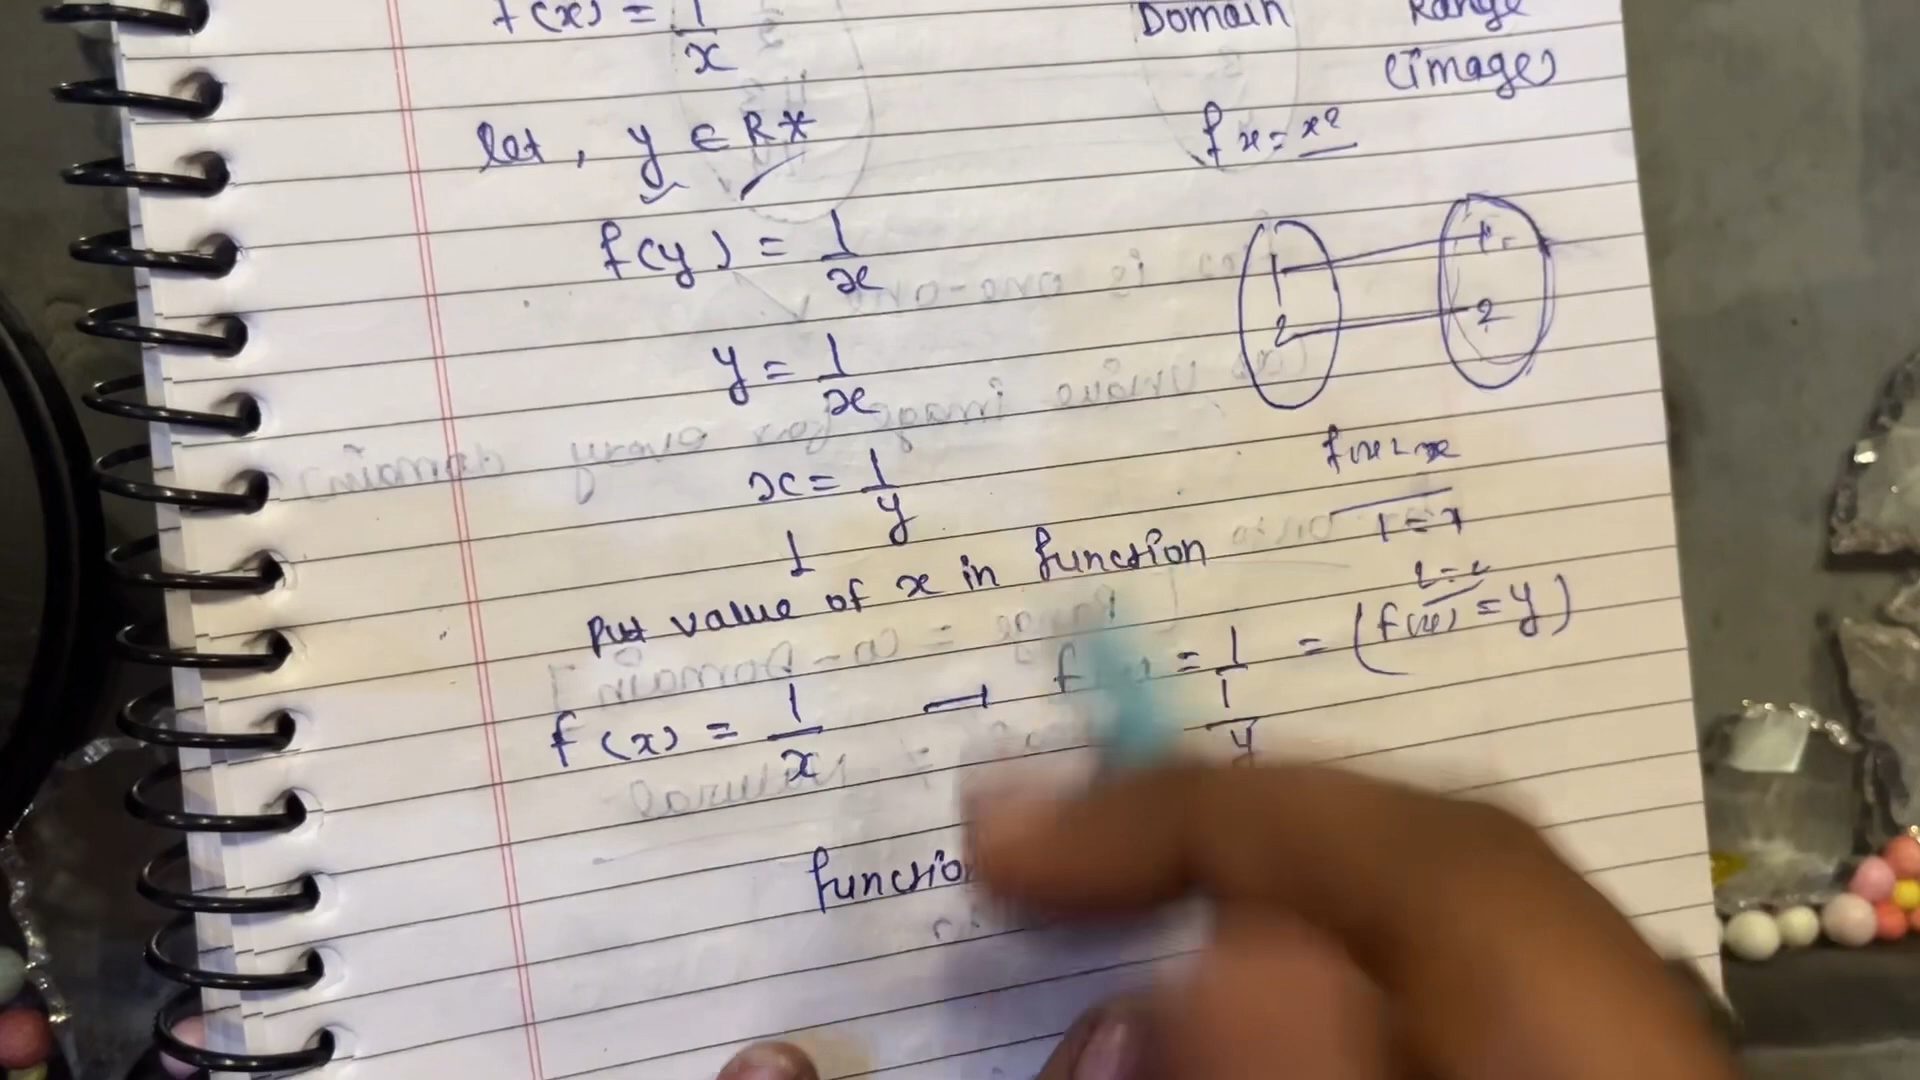 f(x) = 1/x
Domain Range
(image)
let, y ∈ R*
f x = x²
f(y) = 1/x
1 1
2 2
y = 1/x
x = 1/y
1
1 = 1
2 = 2
put value of x in function
f(x) = 1/x — f = 1/(1/y) = (f(x) = y)